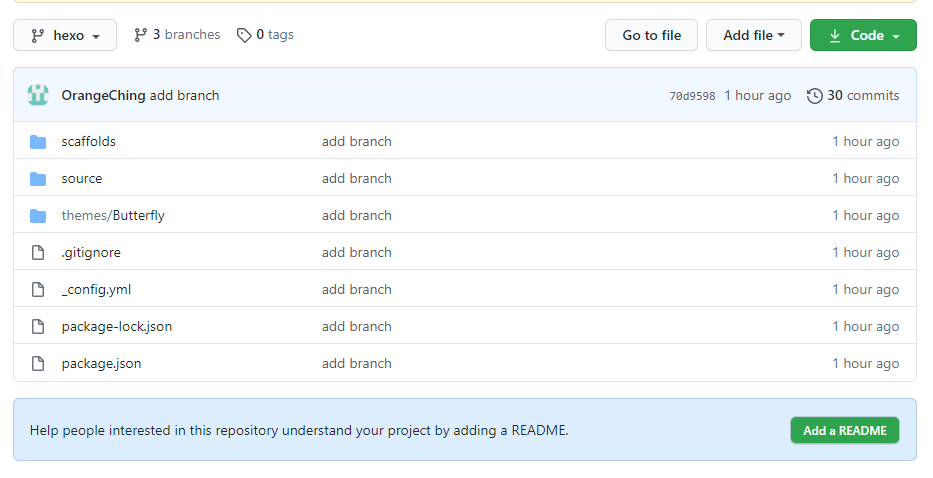 hexo 3 branches 0 tags Go to file Add file Code
OrangeChing add branch 70d9598 1 hour ago 30 commits
scaffolds add branch 1 hour ago
source add branch 1 hour ago
themes/Butterfly add branch 1 hour ago
.gitignore add branch 1 hour ago
_config.yml add branch 1 hour ago
package-lock.json add branch 1 hour ago
package.json add branch 1 hour ago
Help people interested in this repository understand your project by adding a README. Add a README